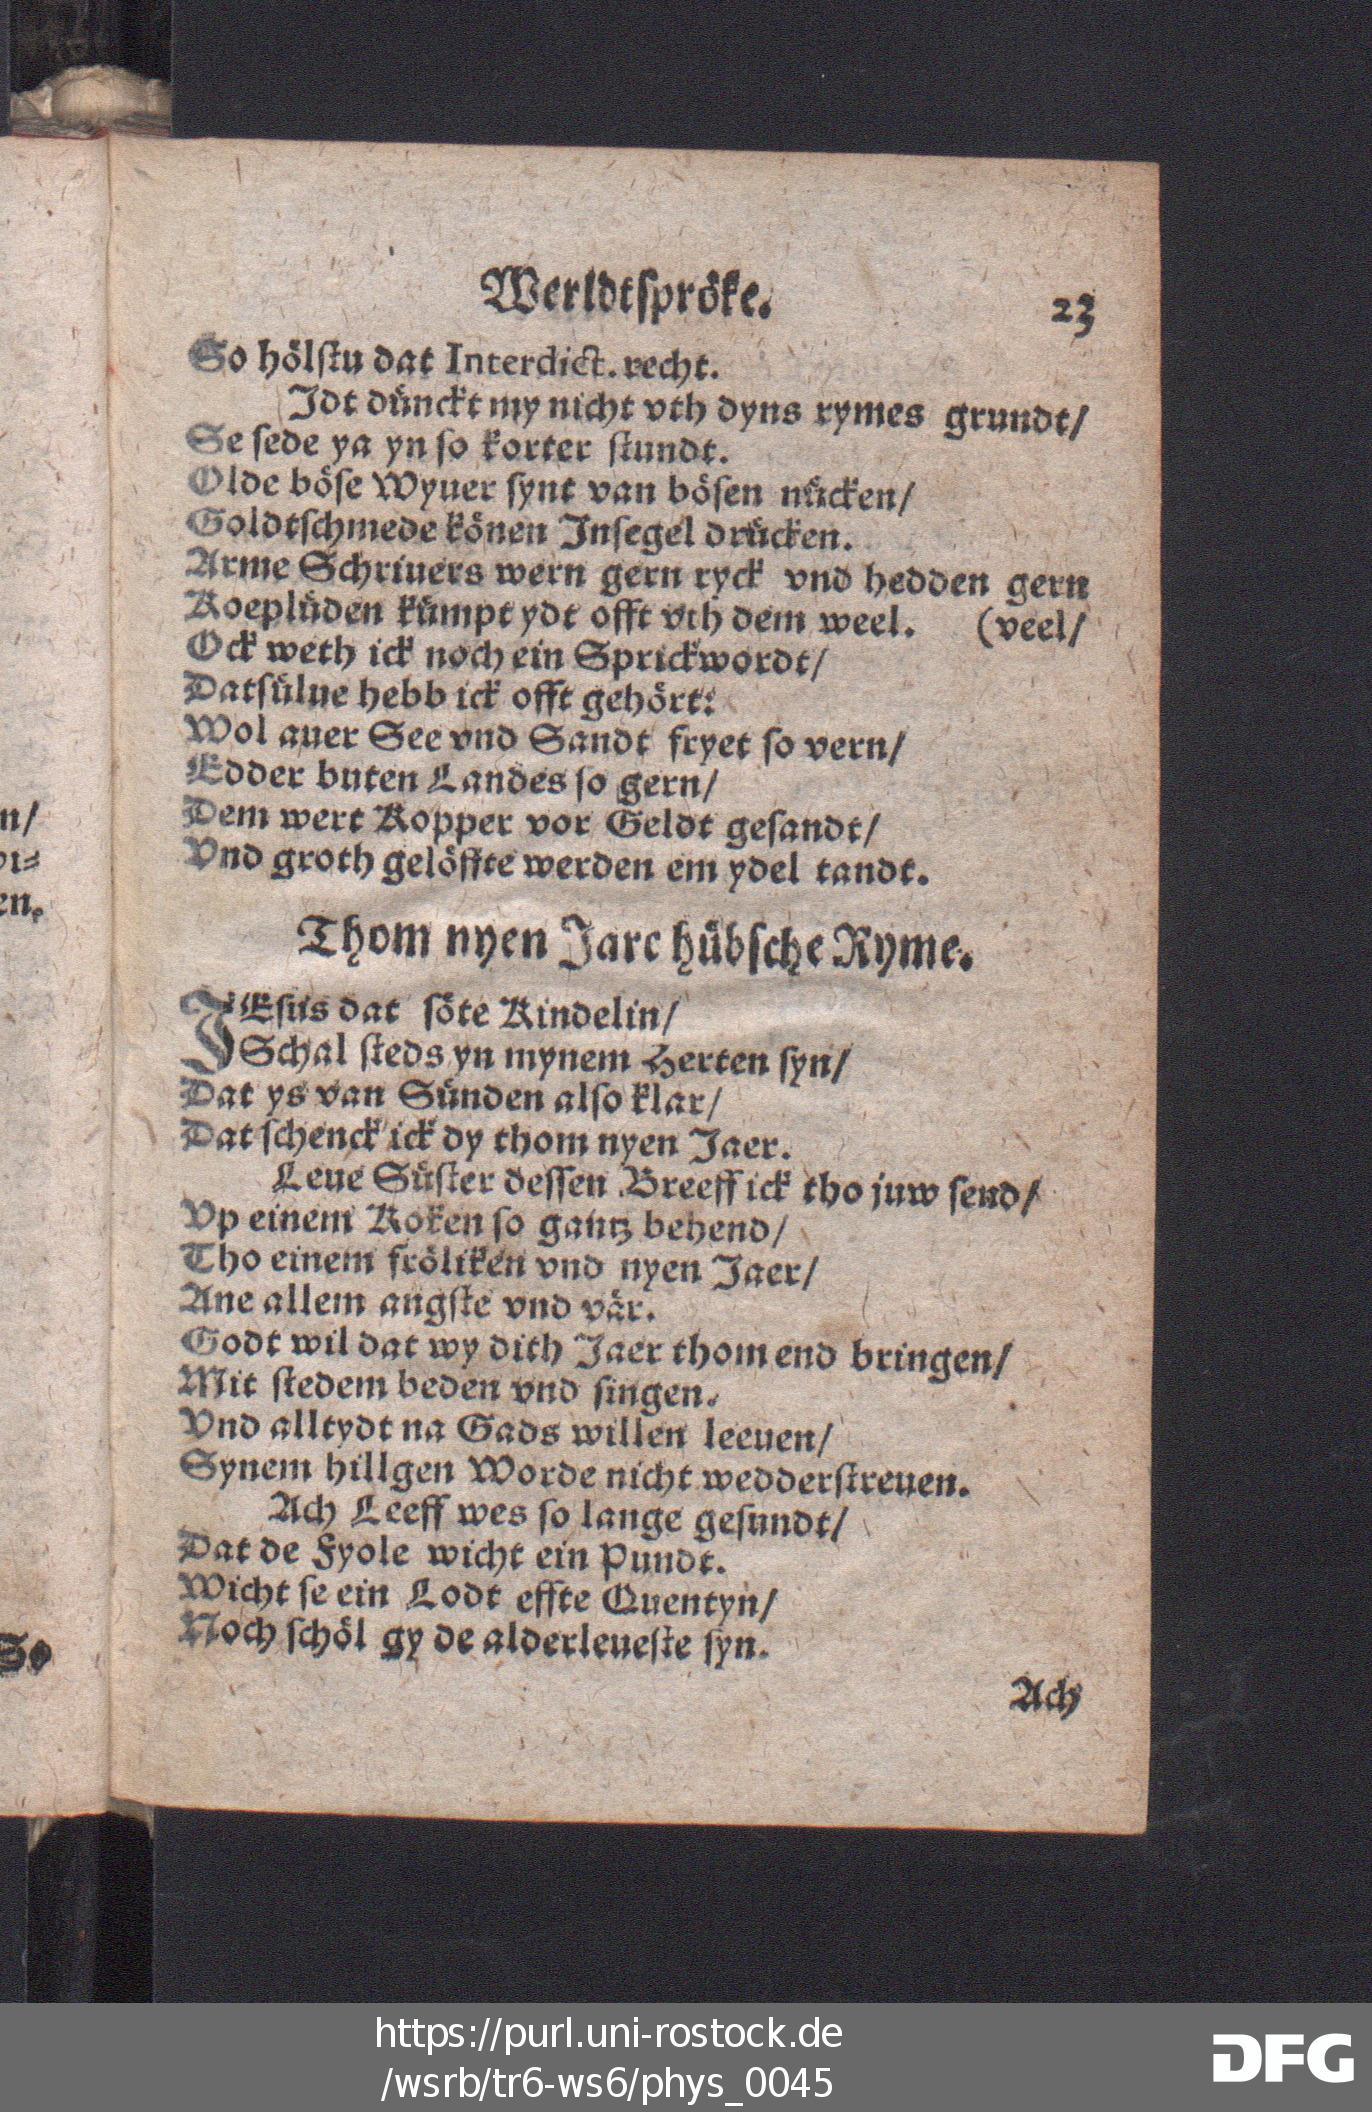 n/
pi⸗
en.
So
Werldtspröke.
23
So hölstu dat Interdict. recht.
Idt dünckt my nicht vth dyns rymes grundt/
Se sede ya yn so korter stundt.
Olde böse Wyuer synt van bösen nücken/
Goldtschmede könen Insegel drücken.
Arme Schriuers wern gern ryck vnd hedden gern
Koeplüden kümpt ydt offt vth dem weel. (veel/
Ock weth ick noch ein Sprickwordt/
Datsülue hebb ick offt gehört:
Wol auer See vnd Sandt fryet so vern/
Edder buten Landes so gern/
Dem wert Kopper vor Geldt gesandt/
Vnd groth gelöffte werden em ydel tandt.
Thom nyen Jare hübsche Ryme.
JEsus dat söte Kindelin/
Schal steds yn mynem Herten syn/
Dat ys van Sünden also klar/
Dat schenck ick dy thom nyen Jaer.
Leue Süster dessen Breeff ick tho juw send/
Vp einem Koken so gantz behend/
Tho einem fröliken vnd nyen Jaer/
Ane allem angste vnd vär.
Godt wil dat wy dith Jaer thom end bringen/
Mit stedem beden vnd singen.
Vnd alltydt na Gads willen leeuen/
Synem hillgen Worde nicht wedderstreuen.
Ach Leeff wes so lange gesundt/
Dat de Fyole wicht ein Pundt.
Wicht se ein Lodt effte Quentyn/
Noch schöl gy de alderleueste syn.
Ach
https://purl.uni-rostock.de
/wsrb/tr6-ws6/phys_0045
DFG